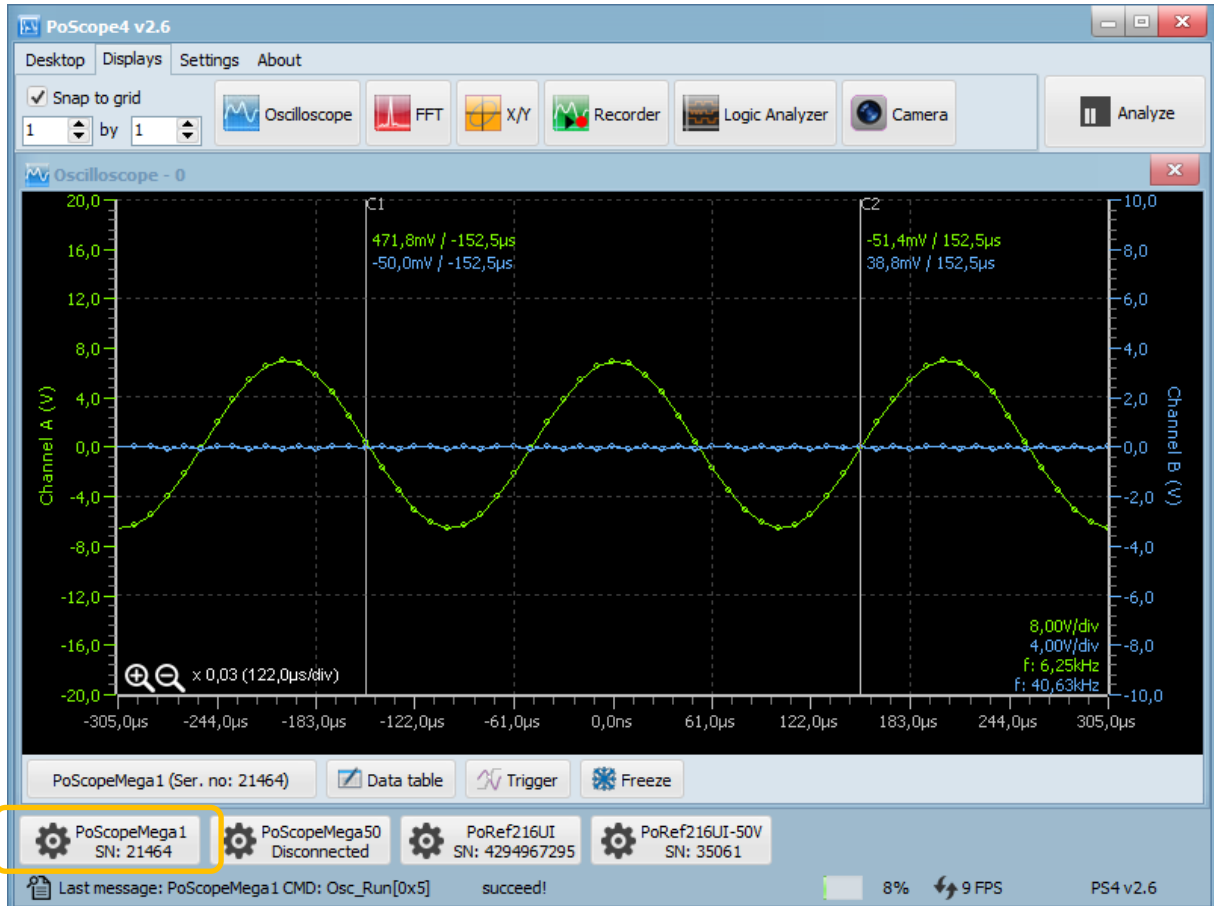 PoScope4 v2.6
Desktop Displays Settings About
Snap to grid
1 by 1
Oscilloscope FFT X/Y Recorder Logic Analyzer Camera Analyze
Oscilloscope - 0
C1 C2
471,8mV / -152,5µs
-50,0mV / -152,5µs
-51,4mV / 152,5µs
38,8mV / 152,5µs
Channel A (V)
20,0
16,0
12,0
8,0
4,0
0,0
-4,0
-8,0
-12,0
-16,0
-20,0
10,0
8,0
6,0
4,0
2,0
0,0
-2,0
-4,0
-6,0
-8,0
-10,0
Channel B (V)
8,00V/div
4,00V/div
f: 6,25kHz
f: 40,63kHz
x 0,03 (122,0µs/div)
-305,0µs -244,0µs -183,0µs -122,0µs -61,0µs 0,0ns 61,0µs 122,0µs 183,0µs 244,0µs 305,0µs
PoScopeMega1 (Ser. no: 21464) Data table Trigger Freeze
PoScopeMega1
SN: 21464
PoScopeMega50
Disconnected
PoRef216UI
SN: 4294967295
PoRef216UI-50V
SN: 35061
Last message: PoScopeMega1 CMD: Osc_Run[0x5] succeed! 8% 9 FPS PS4 v2.6